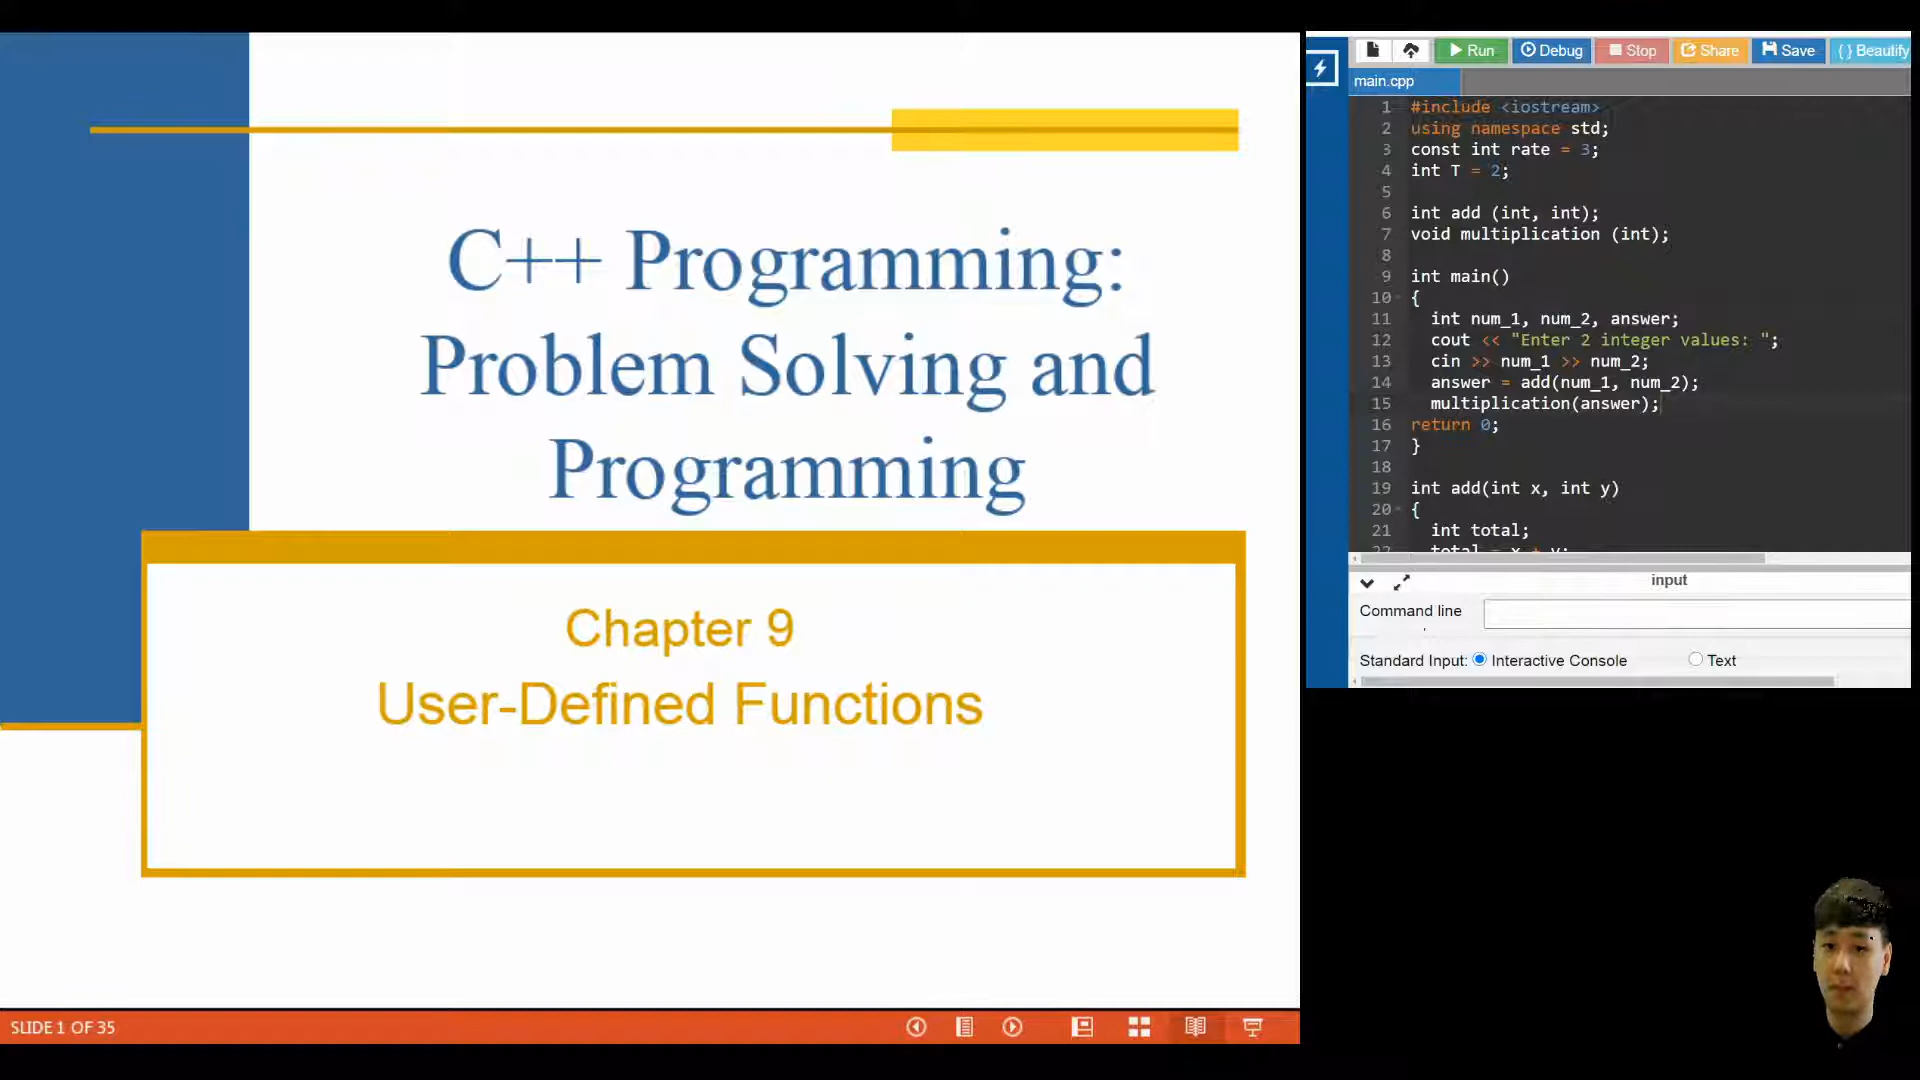 C++ Programming:
Problem Solving and
Programming
Chapter 9
User-Defined Functions
SLIDE 1 OF 35
Run
Debug
Stop
Share
Save
{ } Beautify
main.cpp
1 #include <iostream>
2 using namespace std;
3 const int rate = 3;
4 int T = 2;
5
6 int add (int, int);
7 void multiplication (int);
8
9 int main()
10 {
11 int num_1, num_2, answer;
12 cout << "Enter 2 integer values: ";
13 cin >> num_1 >> num_2;
14 answer = add(num_1, num_2);
15 multiplication(answer);
16 return 0;
17 }
18
19 int add(int x, int y)
20 {
21 int total;
22 total = x + y;
input
Command line
Standard Input: Interactive Console Text